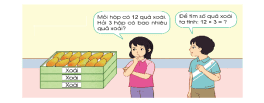 Mỗi hộp có 12 quả xoài.
Hỏi 3 hộp có bao nhiêu
quả xoài?
Để tìm số quả xoài
ta tính: 12 × 3 = ?
Xoài
Xoài
Xoài